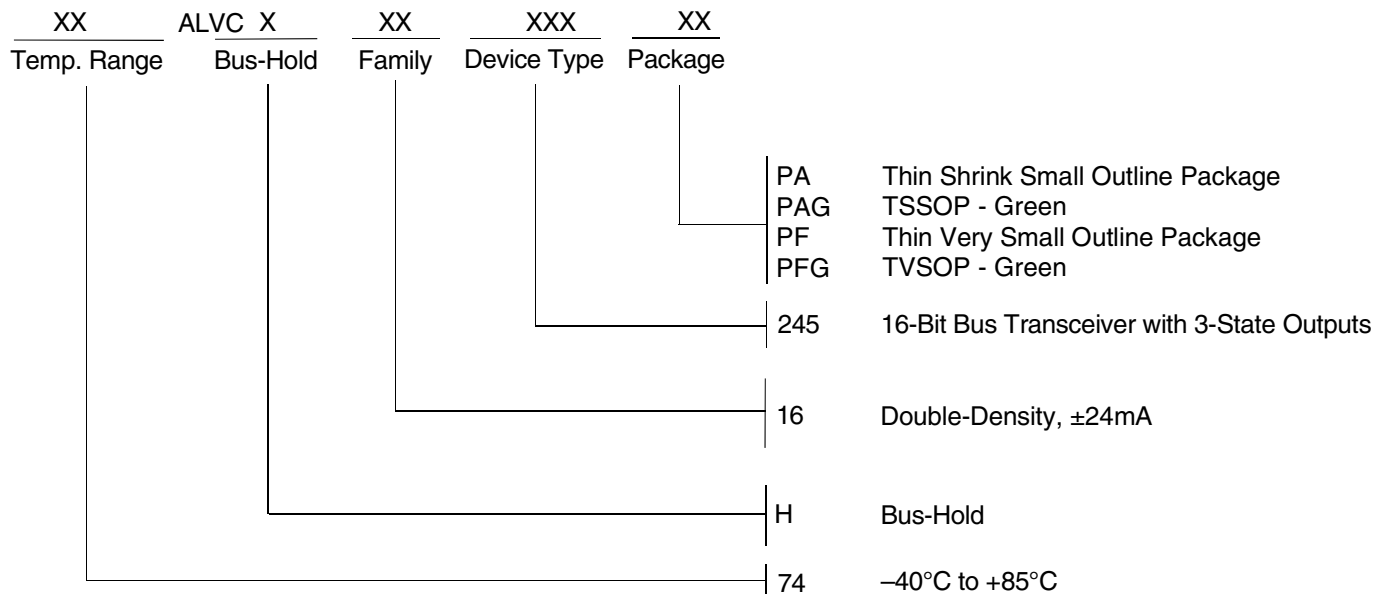 XX ALVC X XX XXX XX
Temp. Range Bus-Hold Family Device Type Package
PA Thin Shrink Small Outline Package
PAG TSSOP - Green
PF Thin Very Small Outline Package
PFG TVSOP - Green
245 16-Bit Bus Transceiver with 3-State Outputs
16 Double-Density, ±24mA
H Bus-Hold
74 –40°C to +85°C